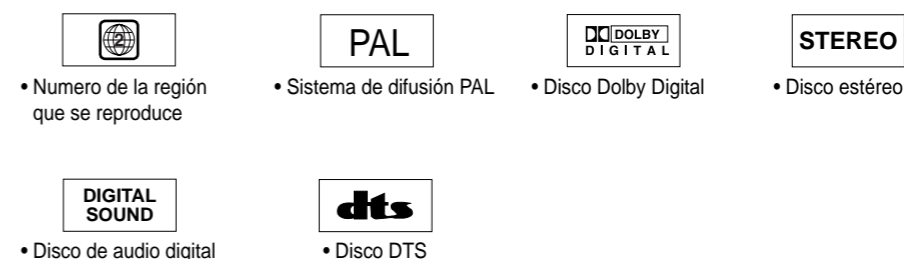 2
PAL
DOLBY
DIGITAL
STEREO
• Numero de la región
que se reproduce
• Sistema de difusión PAL
• Disco Dolby Digital
• Disco estéreo
DIGITAL
SOUND
dts
• Disco de audio digital
• Disco DTS